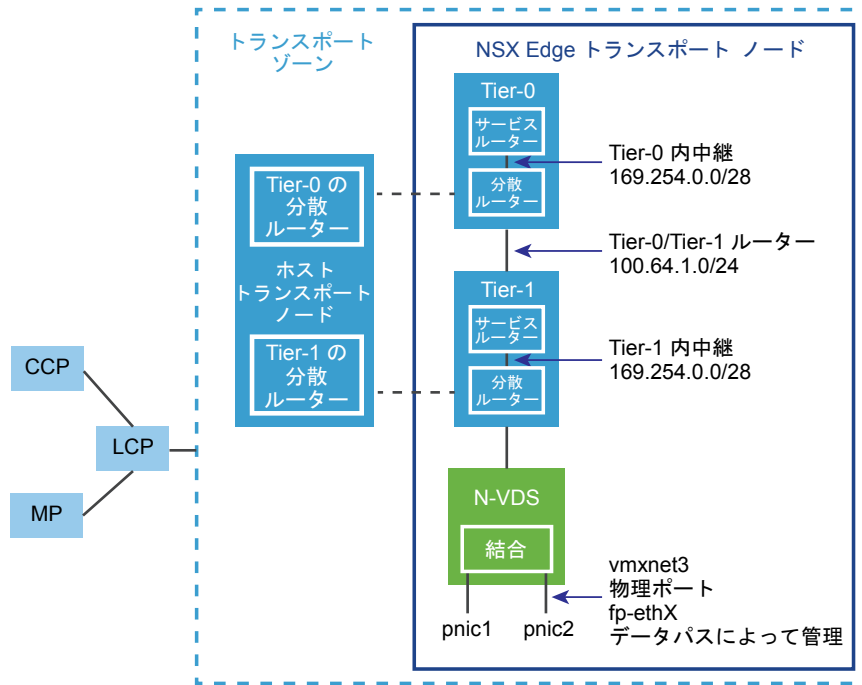 トランスポート
ゾーン
NSX Edge トランスポート ノード
Tier-0
サービス
ルーター
分散
ルーター
Tier-0 内中継
169.254.0.0/28
Tier-0 の
分散
ルーター
ホスト
トランスポート
ノード
Tier-1 の
分散
ルーター
Tier-0/Tier-1 ルーター
100.64.1.0/24
Tier-1
サービス
ルーター
分散
ルーター
Tier-1 内中継
169.254.0.0/28
CCP
LCP
MP
N-VDS
結合
pnic1
pnic2
vmxnet3
物理ポート
fp-ethX
データパスによって管理